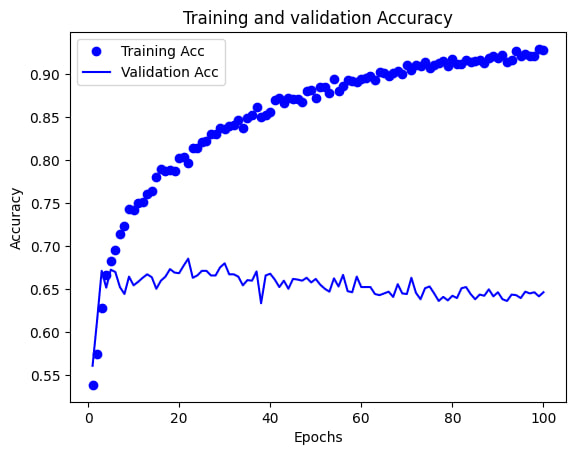 Training and validation Accuracy
Training Acc
Validation Acc
0.90
0.85
0.80
0.75
0.70
0.65
0.60
0.55
Accuracy
0
20
40
60
80
100
Epochs